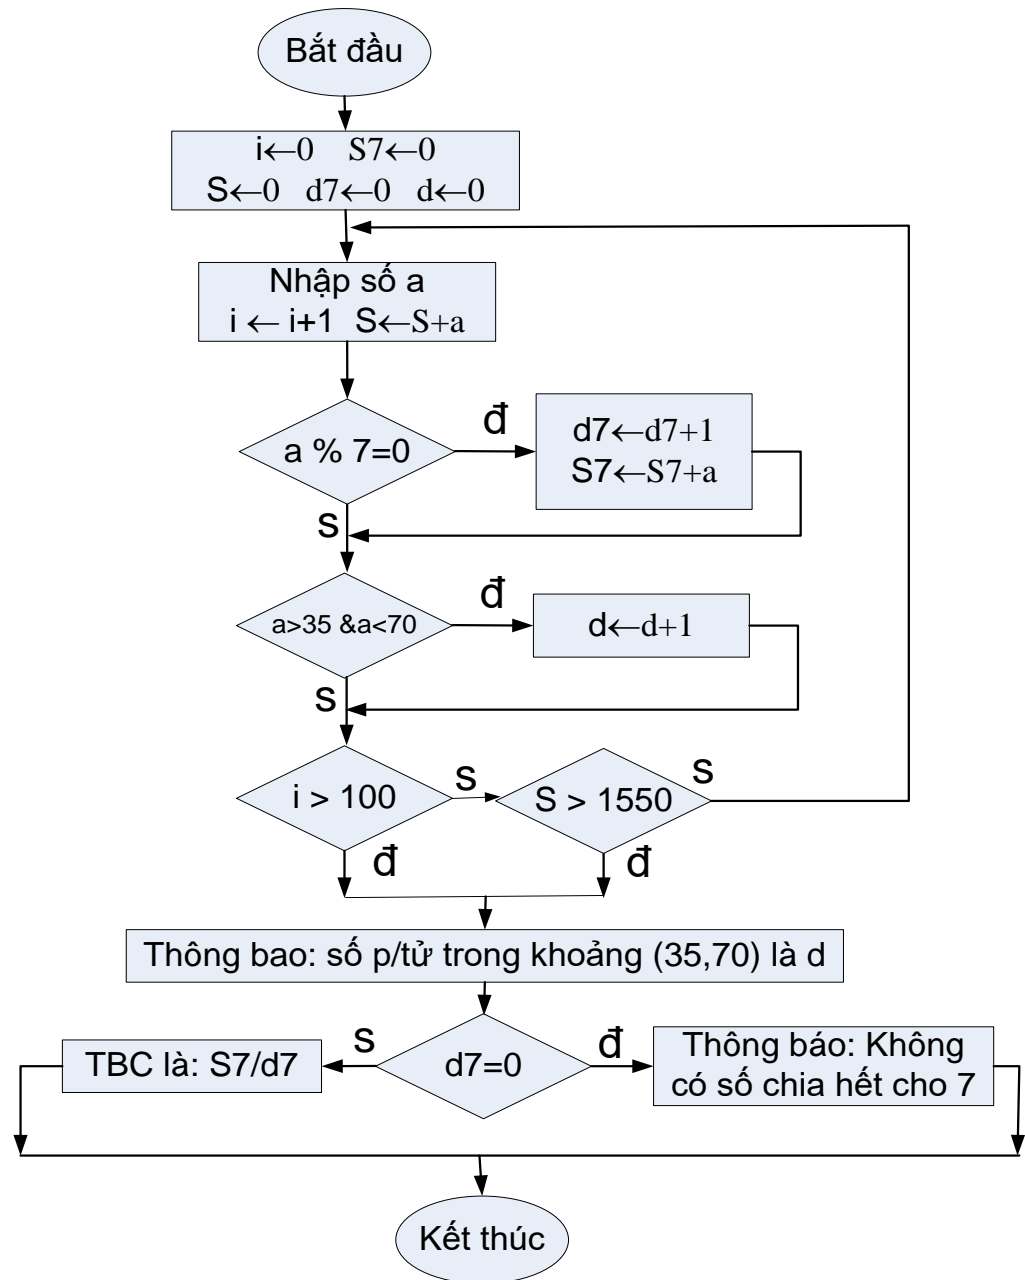 Bắt đầu
i←0 S7←0
S←0 d7←0 d←0
Nhập số a
i ← i+1 S←S+a
a % 7=0
đ
d7←d7+1
S7←S7+a
s
a>35 &a<70
đ
d←d+1
s
i > 100
s
S > 1550
s
đ
đ
Thông bao: số p/tử trong khoảng (35,70) là d
d7=0
s
TBC là: S7/d7
đ
Thông báo: Không
có số chia hết cho 7
Kết thúc